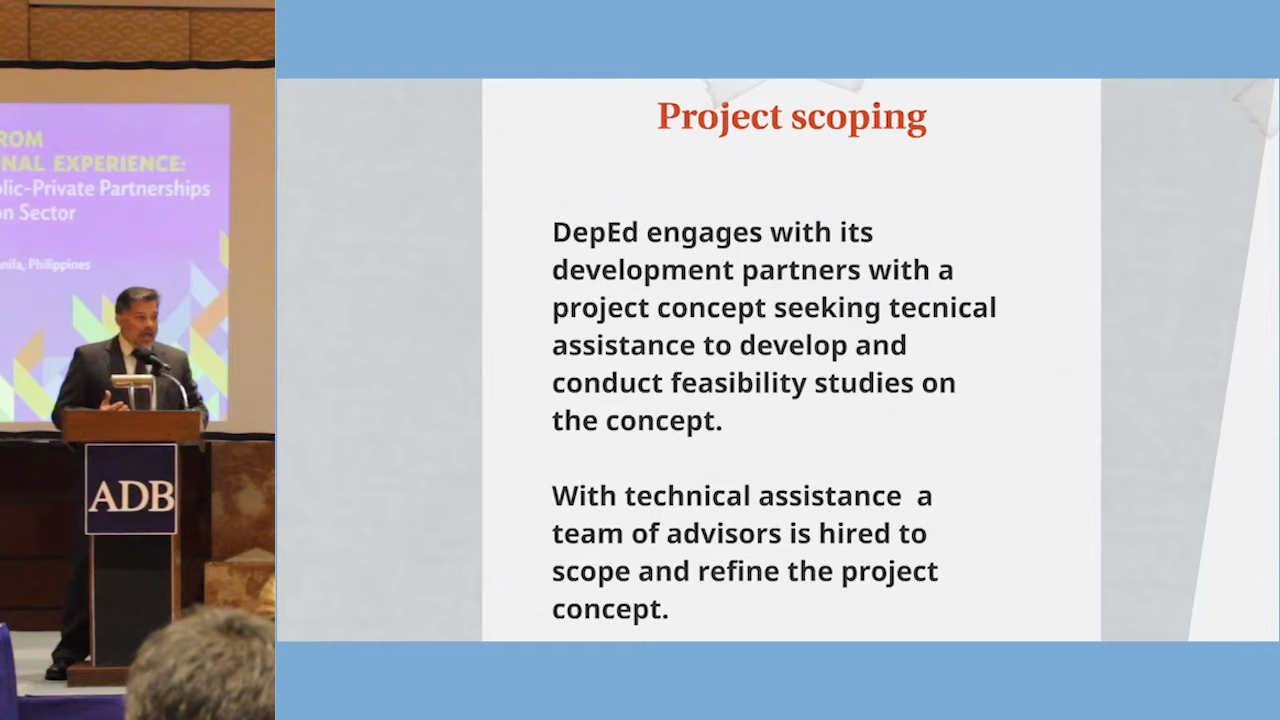 ROM
NAL EXPERIENCE:
lic-Private Partnerships
on Sector
nila, Philippines
ADB
Project scoping
DepEd engages with its
development partners with a
project concept seeking tecnical
assistance to develop and
conduct feasibility studies on
the concept.
With technical assistance a
team of advisors is hired to
scope and refine the project
concept.